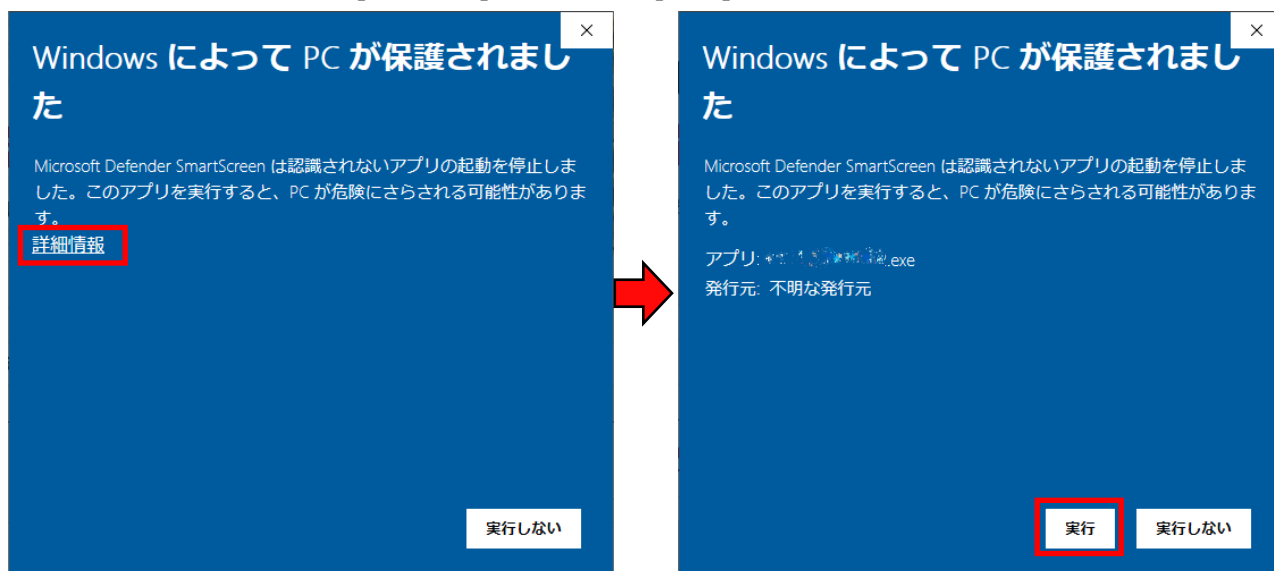 Windows によって PC が保護されまし
た
Microsoft Defender SmartScreen は認識されないアプリの起動を停止しま
した。このアプリを実行すると、PC が危険にさらされる可能性がありま
す。
詳細情報
実行しない
Windows によって PC が保護されまし
た
Microsoft Defender SmartScreen は認識されないアプリの起動を停止しま
した。このアプリを実行すると、PC が危険にさらされる可能性がありま
す。
アプリ: .exe
発行元: 不明な発行元
実行
実行しない